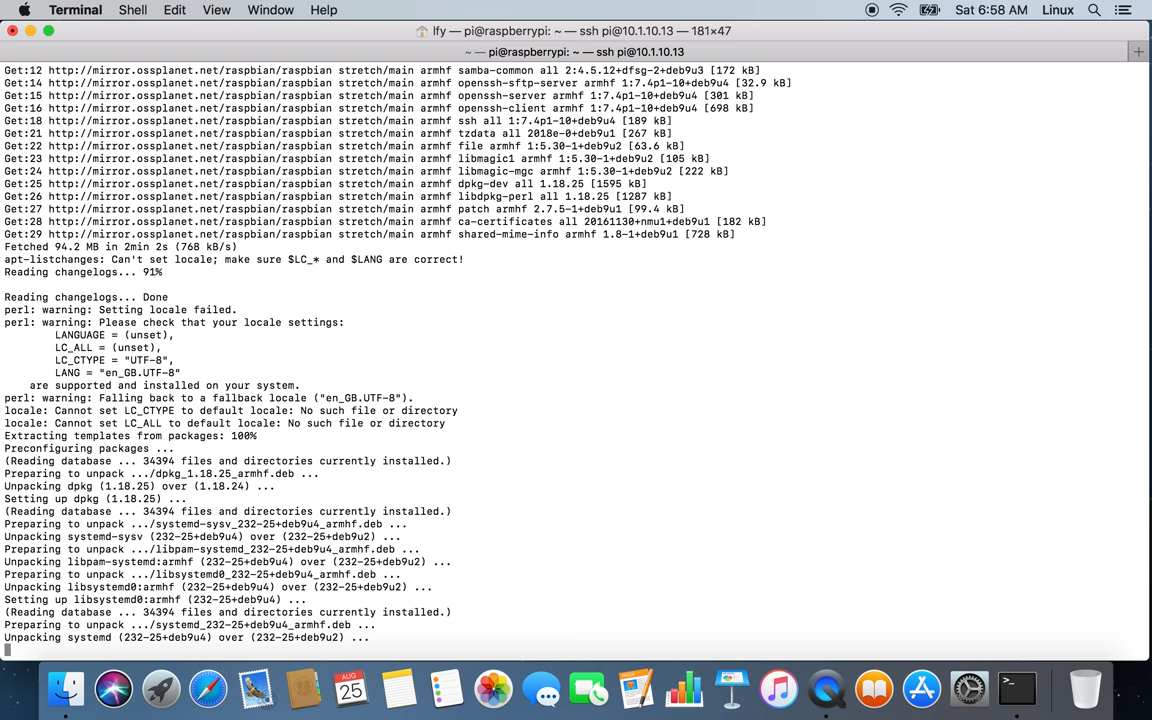 Terminal Shell Edit View Window Help Sat 6:58 AM Linux
lfy — pi@raspberrypi: ~ — ssh pi@10.1.10.13 — 181×47
~ — pi@raspberrypi: ~ — ssh pi@10.1.10.13
Get:12 http://mirror.ossplanet.net/raspbian/raspbian stretch/main armhf samba-common all 2:4.5.12+dfsg-2+deb9u3 [172 kB]
Get:14 http://mirror.ossplanet.net/raspbian/raspbian stretch/main armhf openssh-sftp-server armhf 1:7.4p1-10+deb9u4 [32.9 kB]
Get:15 http://mirror.ossplanet.net/raspbian/raspbian stretch/main armhf openssh-server armhf 1:7.4p1-10+deb9u4 [301 kB]
Get:16 http://mirror.ossplanet.net/raspbian/raspbian stretch/main armhf openssh-client armhf 1:7.4p1-10+deb9u4 [698 kB]
Get:18 http://mirror.ossplanet.net/raspbian/raspbian stretch/main armhf ssh all 1:7.4p1-10+deb9u4 [189 kB]
Get:21 http://mirror.ossplanet.net/raspbian/raspbian stretch/main armhf tzdata all 2018e-0+deb9u1 [267 kB]
Get:22 http://mirror.ossplanet.net/raspbian/raspbian stretch/main armhf file armhf 1:5.30-1+deb9u2 [63.6 kB]
Get:23 http://mirror.ossplanet.net/raspbian/raspbian stretch/main armhf libmagic1 armhf 1:5.30-1+deb9u2 [105 kB]
Get:24 http://mirror.ossplanet.net/raspbian/raspbian stretch/main armhf libmagic-mgc armhf 1:5.30-1+deb9u2 [222 kB]
Get:25 http://mirror.ossplanet.net/raspbian/raspbian stretch/main armhf dpkg-dev all 1.18.25 [1595 kB]
Get:26 http://mirror.ossplanet.net/raspbian/raspbian stretch/main armhf libdpkg-perl all 1.18.25 [1287 kB]
Get:27 http://mirror.ossplanet.net/raspbian/raspbian stretch/main armhf patch armhf 2.7.5-1+deb9u1 [99.4 kB]
Get:28 http://mirror.ossplanet.net/raspbian/raspbian stretch/main armhf ca-certificates all 20161130+nmu1+deb9u1 [182 kB]
Get:29 http://mirror.ossplanet.net/raspbian/raspbian stretch/main armhf shared-mime-info armhf 1.8-1+deb9u1 [728 kB]
Fetched 94.2 MB in 2min 2s (768 kB/s)
apt-listchanges: Can't set locale; make sure $LC_* and $LANG are correct!
Reading changelogs... 91%
Reading changelogs... Done
perl: warning: Setting locale failed.
perl: warning: Please check that your locale settings:
LANGUAGE = (unset),
LC_ALL = (unset),
LC_CTYPE = "UTF-8",
LANG = "en_GB.UTF-8"
are supported and installed on your system.
perl: warning: Falling back to a fallback locale ("en_GB.UTF-8").
locale: Cannot set LC_CTYPE to default locale: No such file or directory
locale: Cannot set LC_ALL to default locale: No such file or directory
Extracting templates from packages: 100%
Preconfiguring packages ...
(Reading database ... 34394 files and directories currently installed.)
Preparing to unpack .../dpkg_1.18.25_armhf.deb ...
Unpacking dpkg (1.18.25) over (1.18.24) ...
Setting up dpkg (1.18.25) ...
(Reading database ... 34394 files and directories currently installed.)
Preparing to unpack .../systemd-sysv_232-25+deb9u4_armhf.deb ...
Unpacking systemd-sysv (232-25+deb9u4) over (232-25+deb9u2) ...
Preparing to unpack .../libpam-systemd_232-25+deb9u4_armhf.deb ...
Unpacking libpam-systemd:armhf (232-25+deb9u4) over (232-25+deb9u2) ...
Preparing to unpack .../libsystemd0_232-25+deb9u4_armhf.deb ...
Unpacking libsystemd0:armhf (232-25+deb9u4) over (232-25+deb9u2) ...
Setting up libsystemd0:armhf (232-25+deb9u4) ...
(Reading database ... 34394 files and directories currently installed.)
Preparing to unpack .../systemd_232-25+deb9u4_armhf.deb ...
Unpacking systemd (232-25+deb9u4) over (232-25+deb9u2) ...
AUG
25
>_